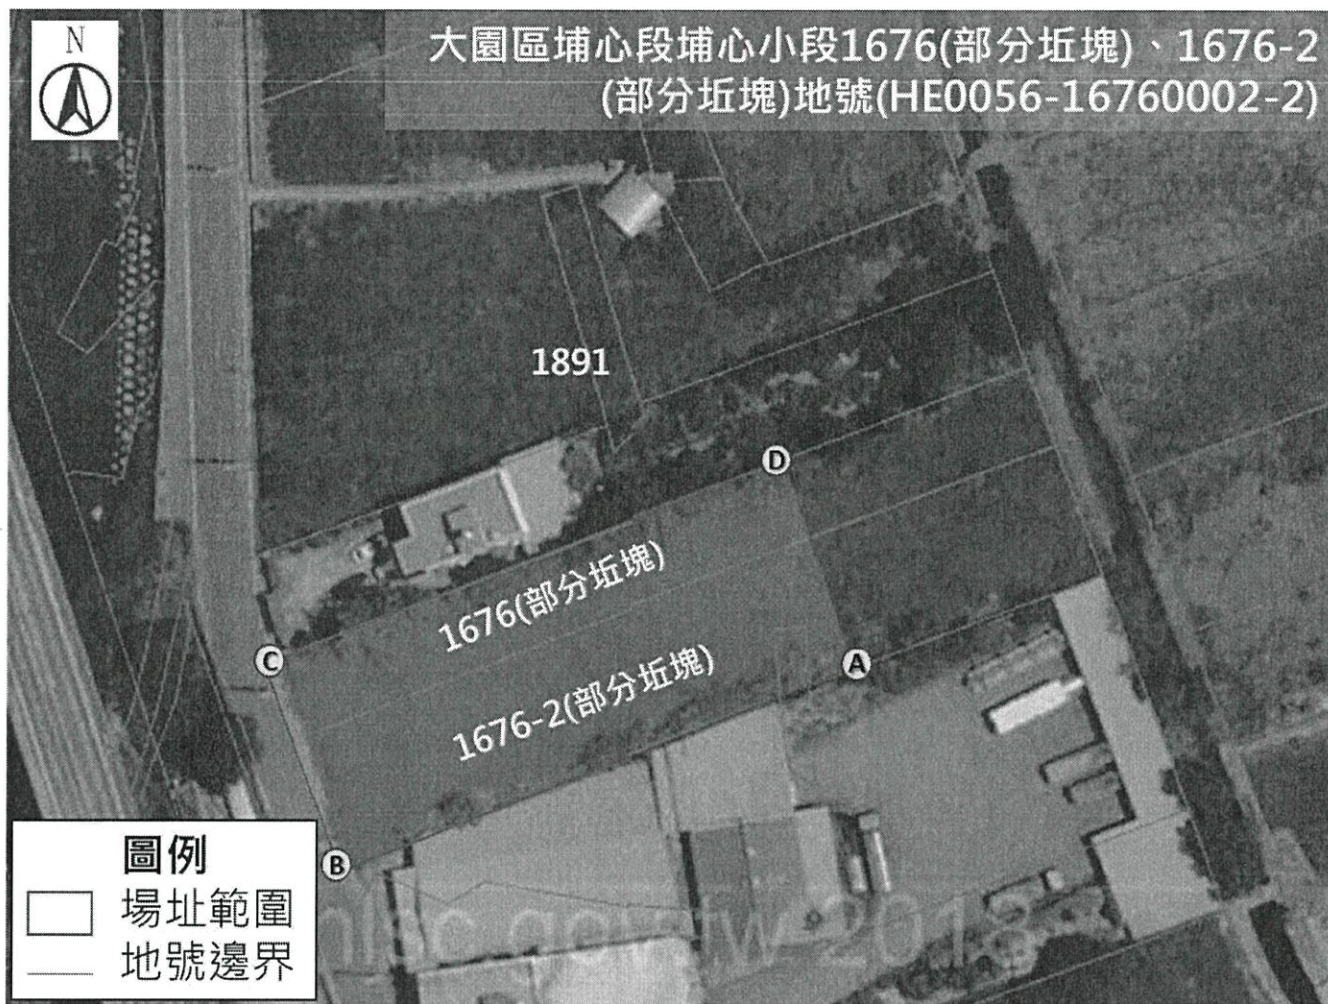 N
大園區埔心段埔心小段1676(部分坵塊)、1676-2
(部分坵塊)地號(HE0056-16760002-2)
1891
D
1676(部分坵塊)
C
A
1676-2(部分坵塊)
B
圖例
場址範圍
地號邊界